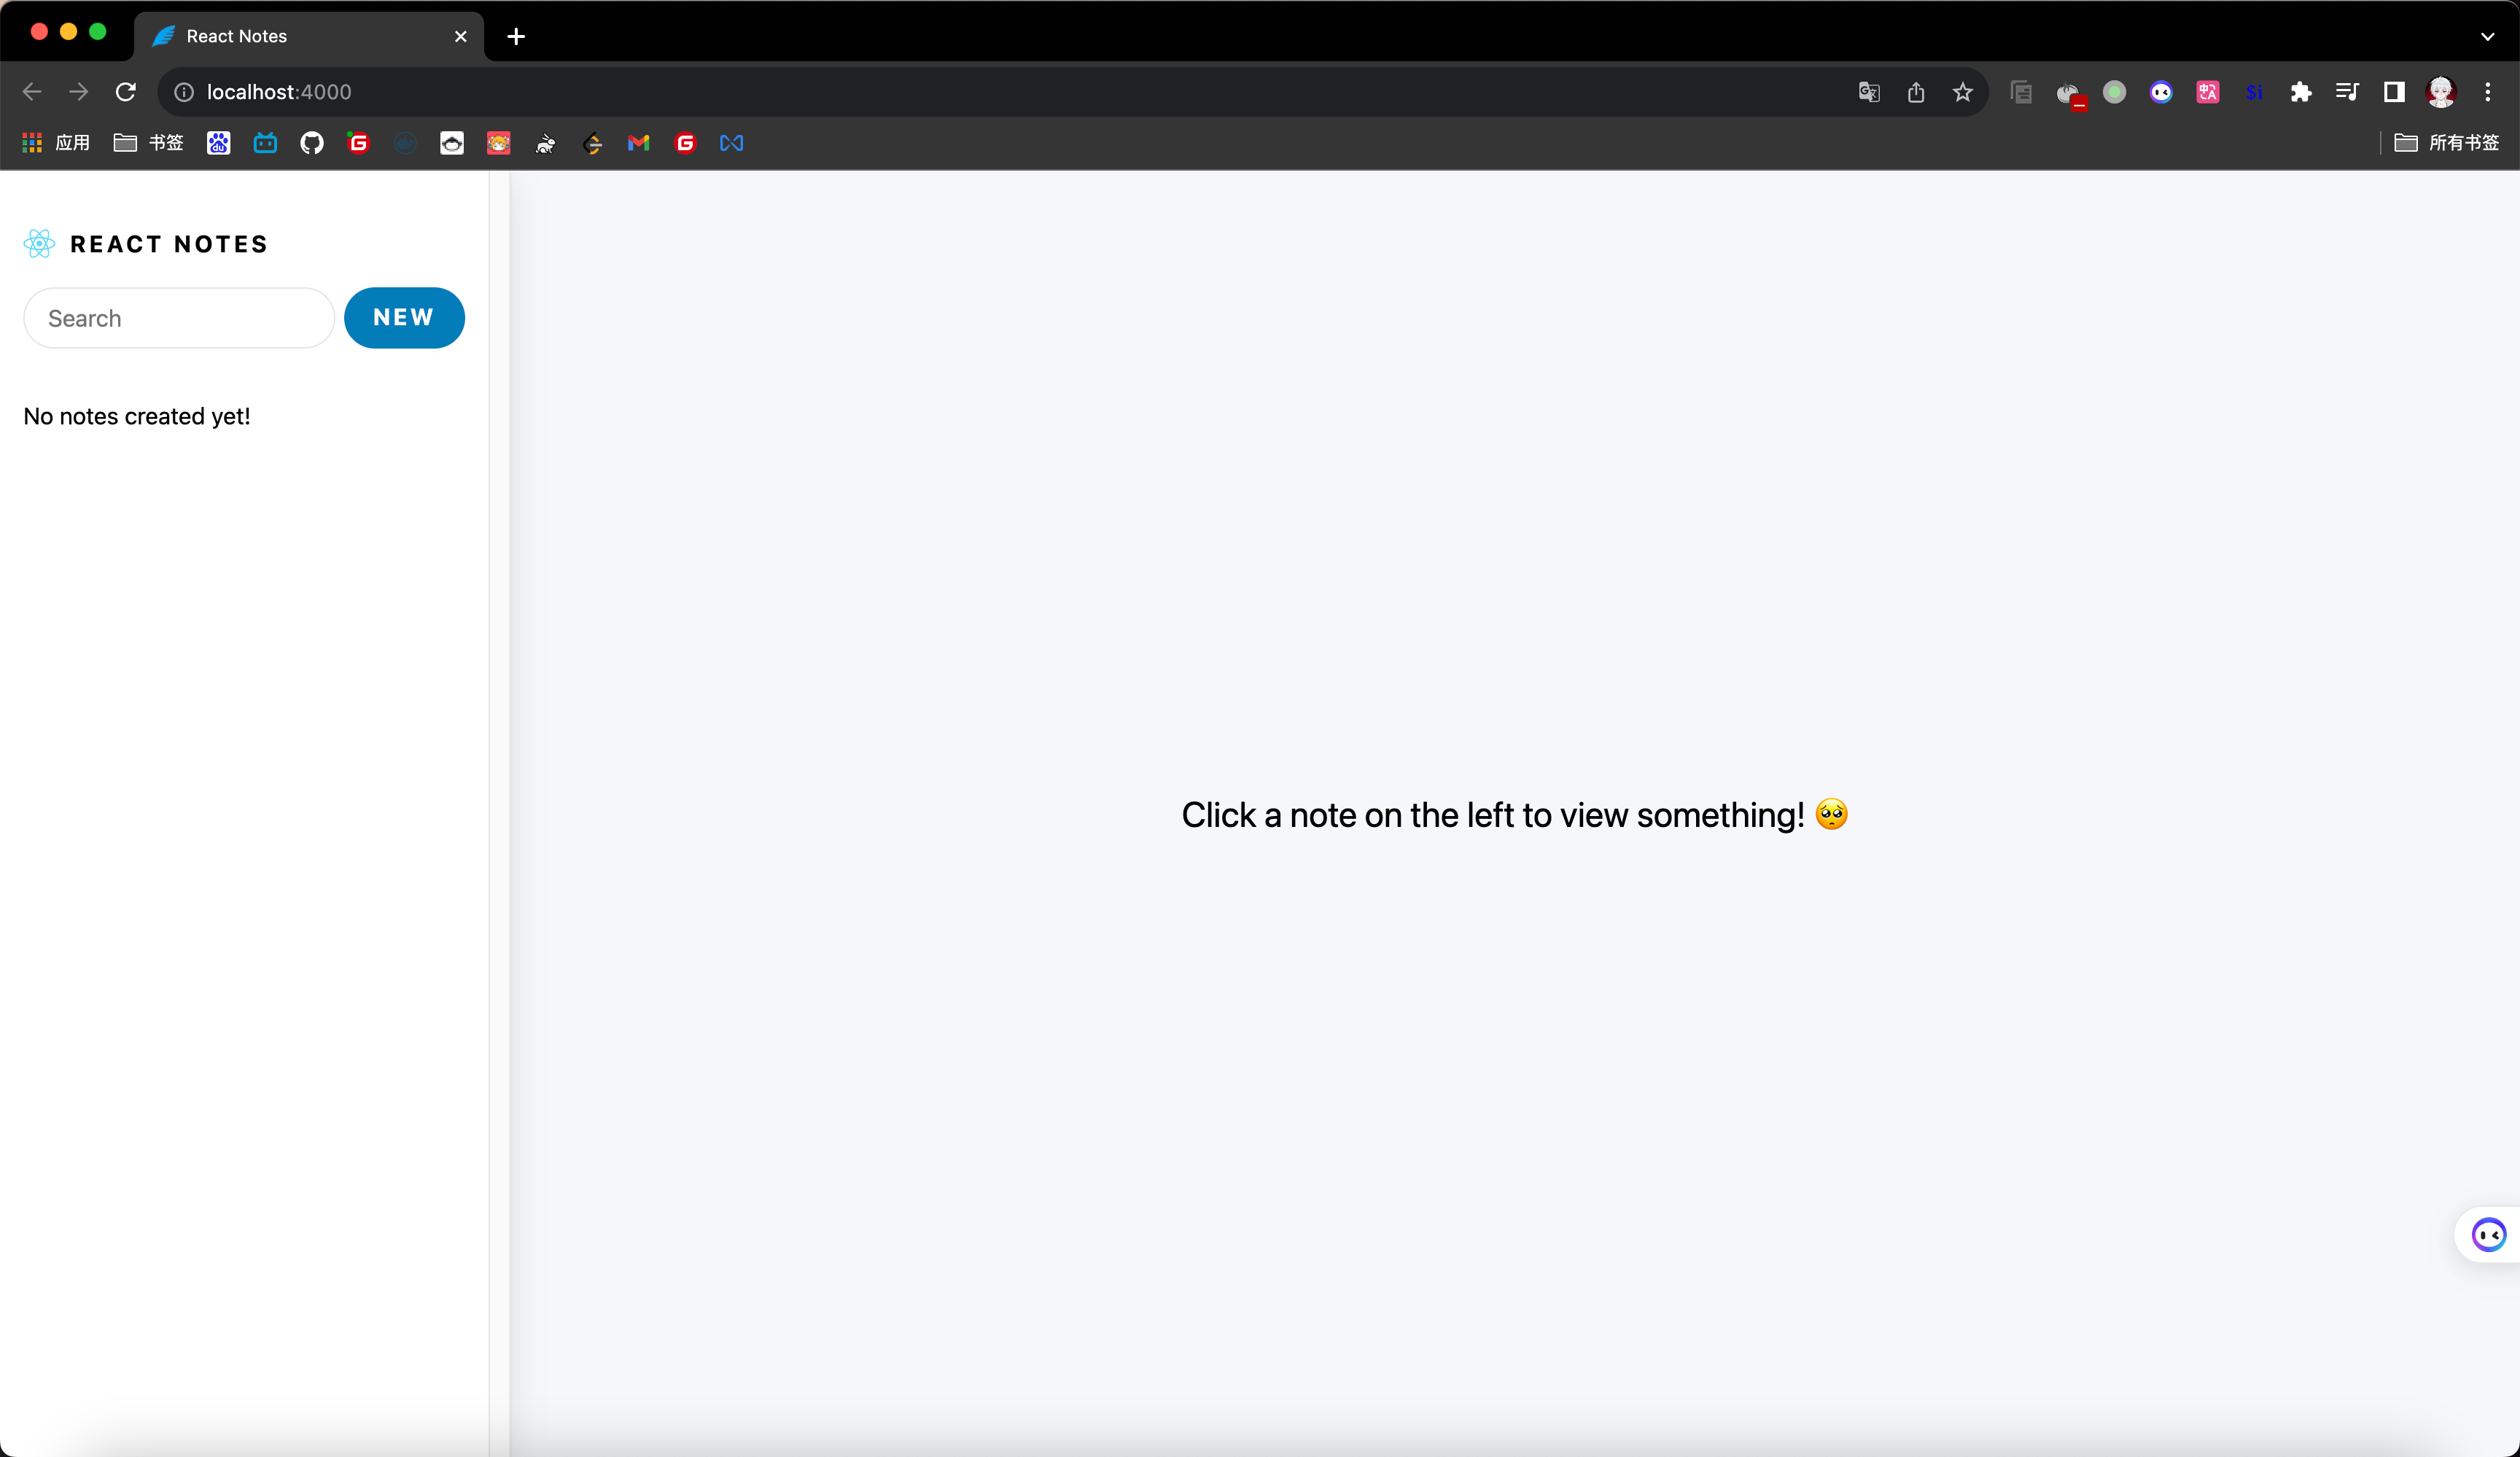 React Notes
localhost:4000
应用 书签 所有书签
REACT NOTES
Search NEW
No notes created yet!
Click a note on the left to view something! 🥺